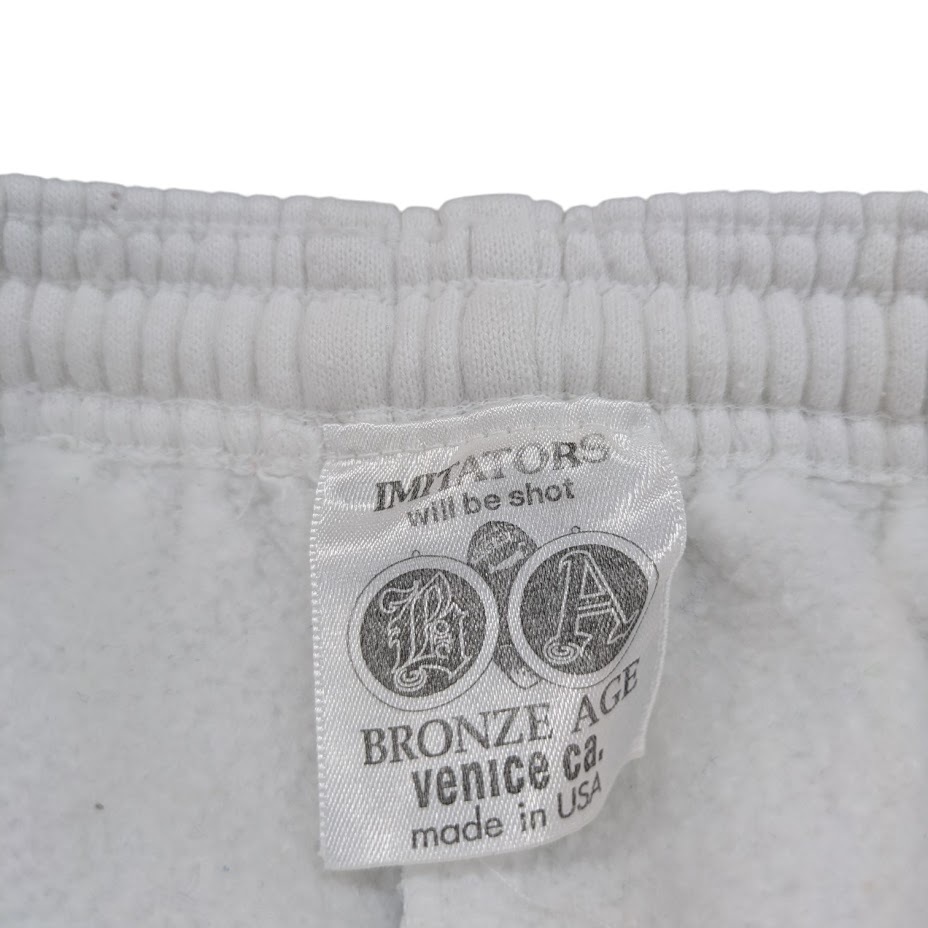 IMITATORS
will be shot
B A
BRONZE AGE
venice ca.
made in USA